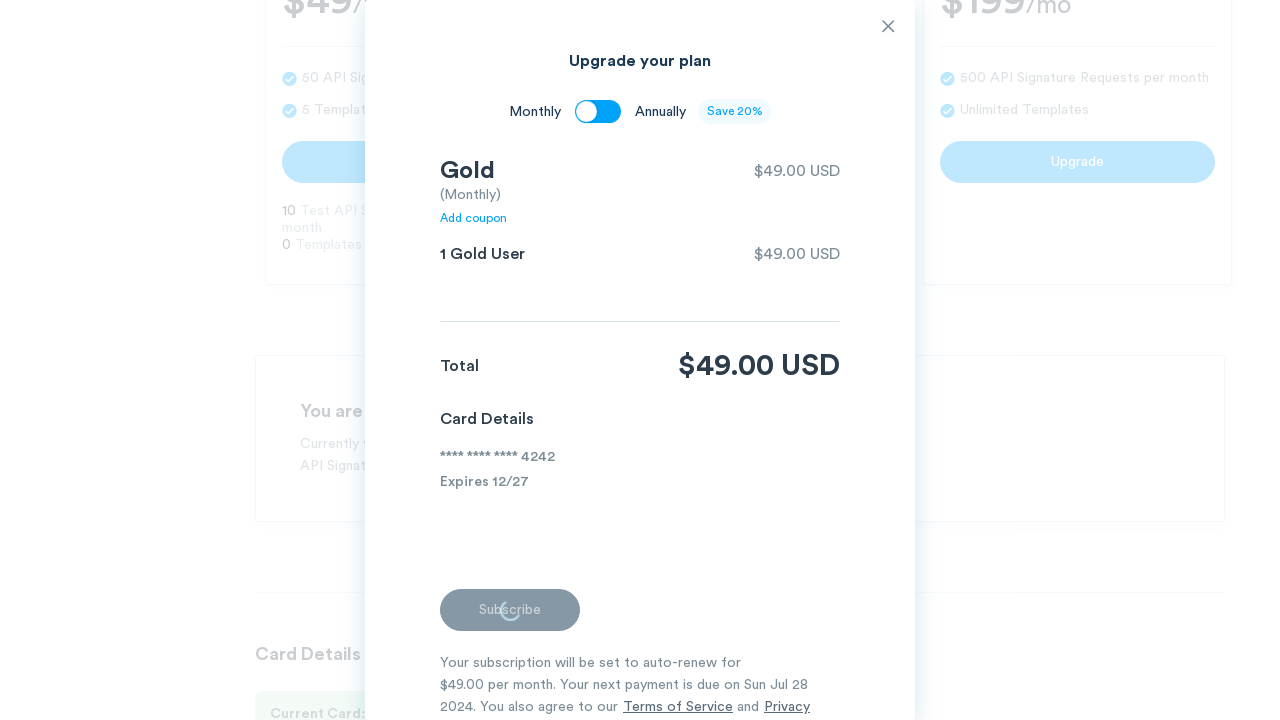 $49/
$199/mo
Upgrade your plan
50 API Sig
500 API Signature Requests per month
5 Templat
Monthly
Annually
Save 20%
Unlimited Templates
Upgrade
Gold
$49.00 USD
(Monthly)
Add coupon
10 Test API S
month
0 Templates
1 Gold User
$49.00 USD
Total
$49.00 USD
You are
Card Details
Currently
API Signat
**** **** **** 4242
Expires 12/27
Subscribe
Card Details
Your subscription will be set to auto-renew for
$49.00 per month. Your next payment is due on Sun Jul 28
2024. You also agree to our Terms of Service and Privacy
Current Card: